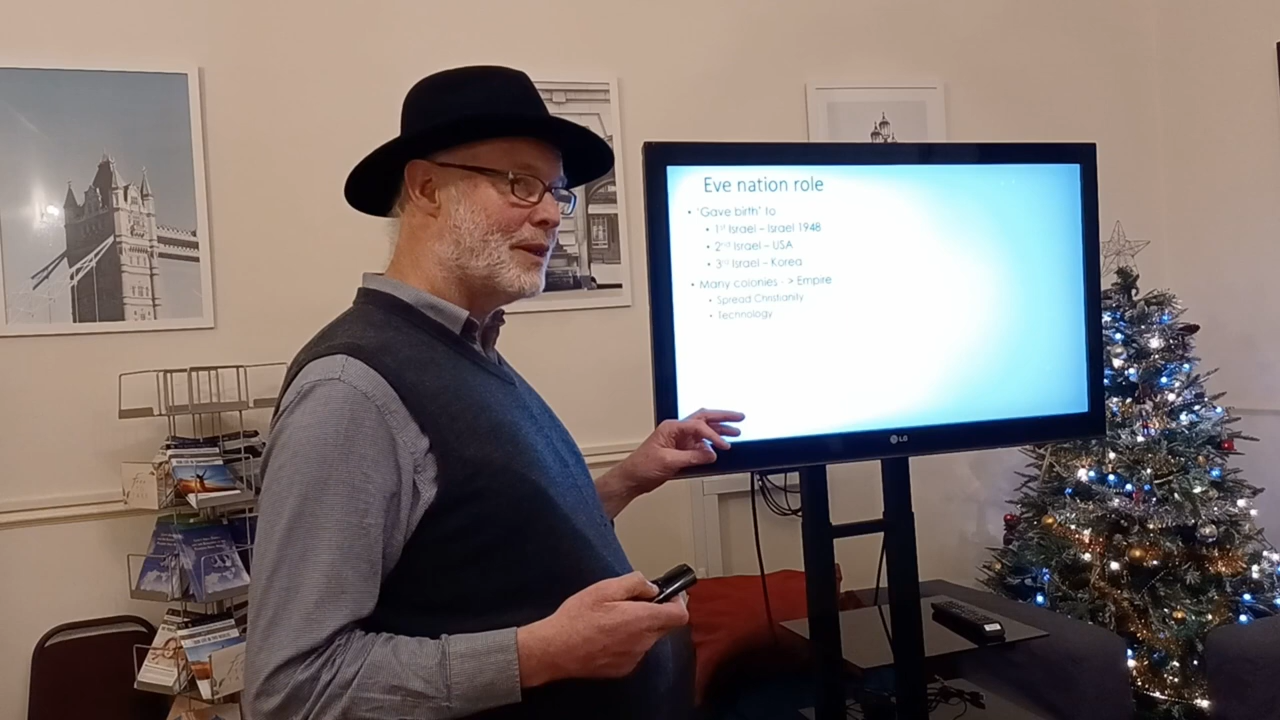 Eve nation role
• 'Gave birth' to
• 1st Israel – Israel 1948
• 2nd Israel – USA
• 3rd Israel – Korea
• Many colonies - > Empire
• Spread Christianity
• Technology
LG